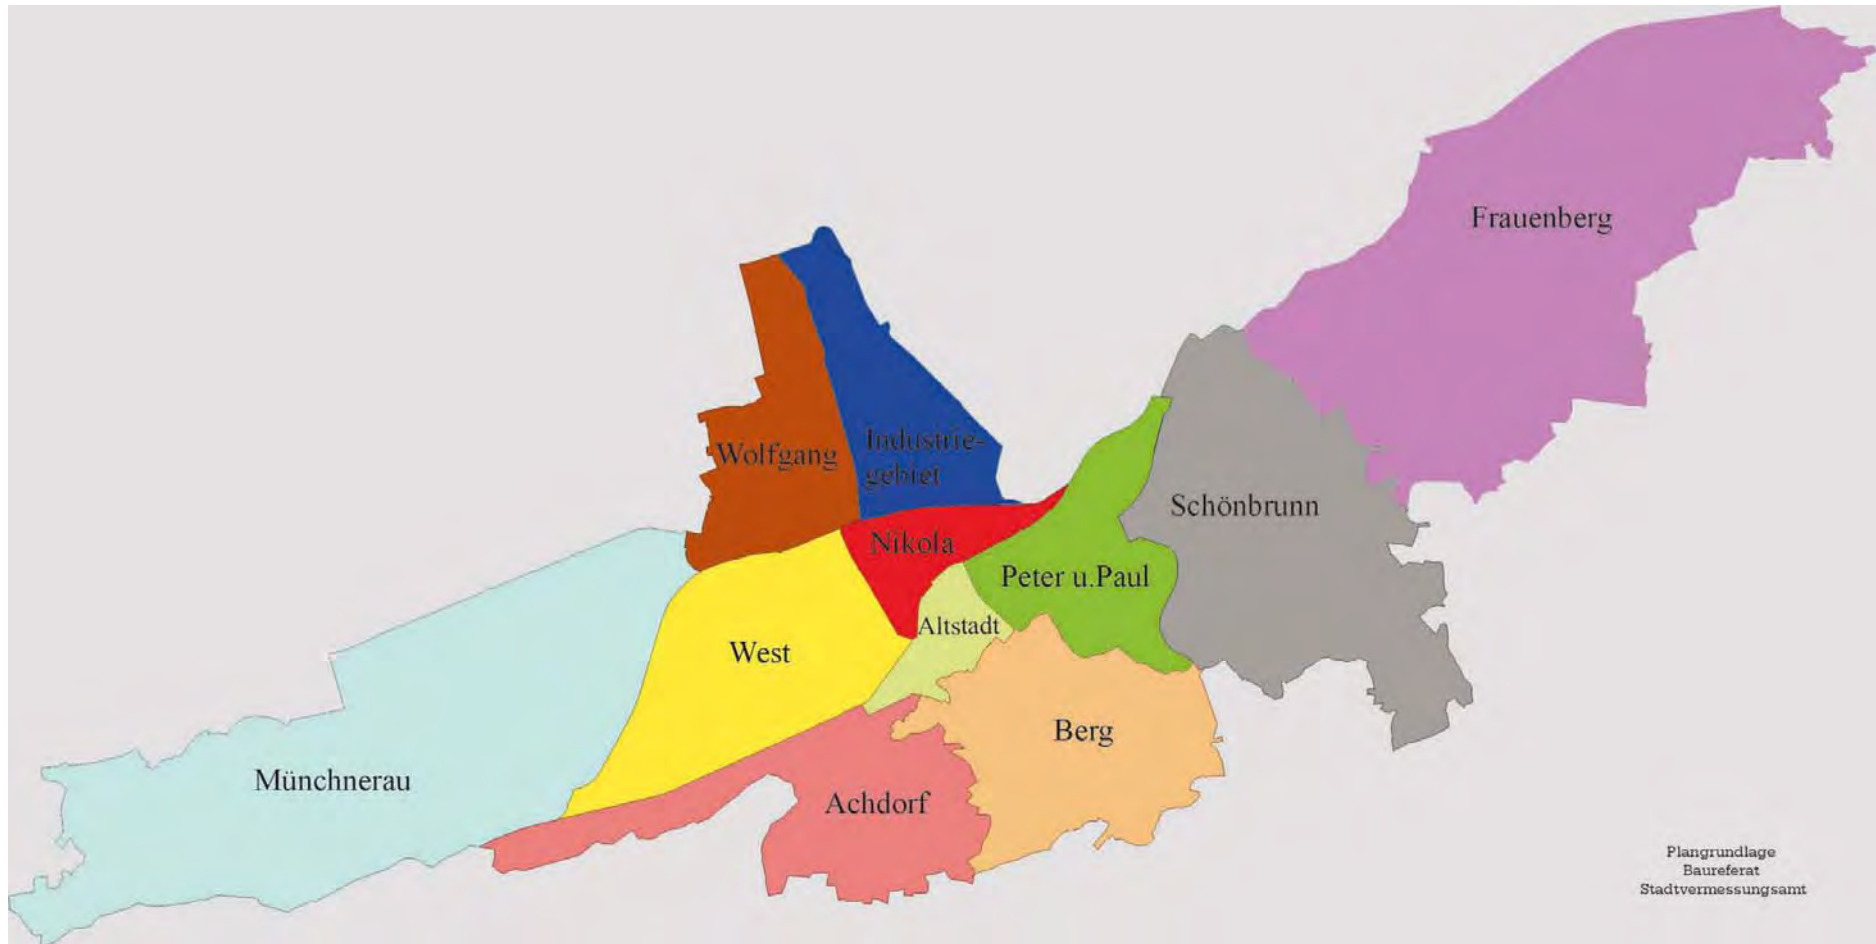 Frauenberg
Industrie-
gebiet
Wolfgang
Schönbrunn
Nikola
Peter u.Paul
Altstadt
West
Berg
Münchnerau
Achdorf
Plangrundlage
Baureferat
Stadtvermessungsamt